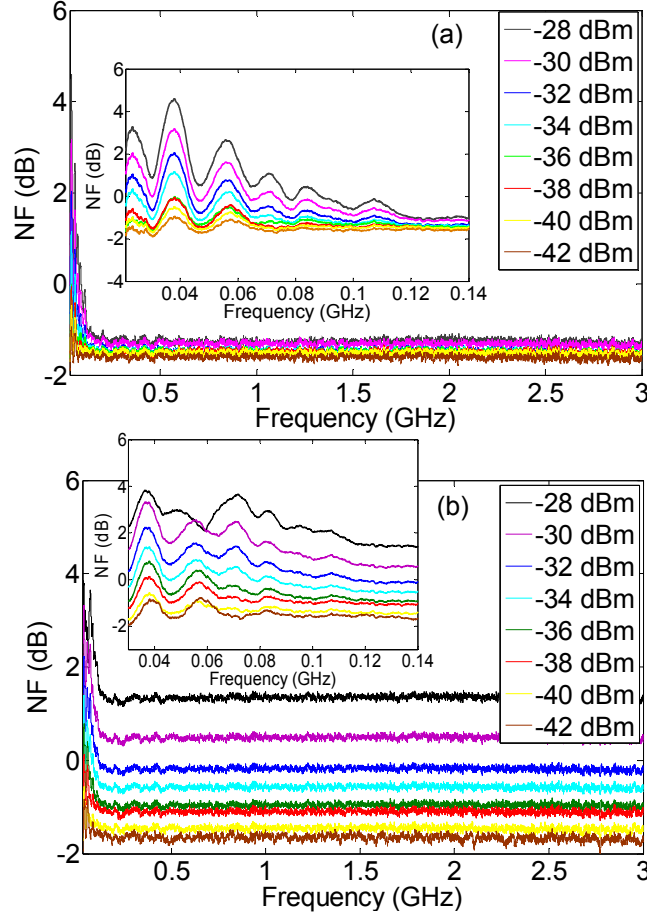 (a)
NF (dB)
6
4
2
0
-2
0.5
1
1.5
2
2.5
3
Frequency (GHz)
-28 dBm
-30 dBm
-32 dBm
-34 dBm
-36 dBm
-38 dBm
-40 dBm
-42 dBm
NF (dB)
6
4
2
0
-2
-4
0.04
0.06
0.08
0.1
0.12
0.14
Frequency (GHz)
(b)
NF (dB)
6
4
2
0
-2
0.5
1
1.5
2
2.5
3
Frequency (GHz)
-28 dBm
-30 dBm
-32 dBm
-34 dBm
-36 dBm
-38 dBm
-40 dBm
-42 dBm
NF (dB)
6
4
2
0
-2
0.04
0.06
0.08
0.1
0.12
0.14
Frequency (GHz)